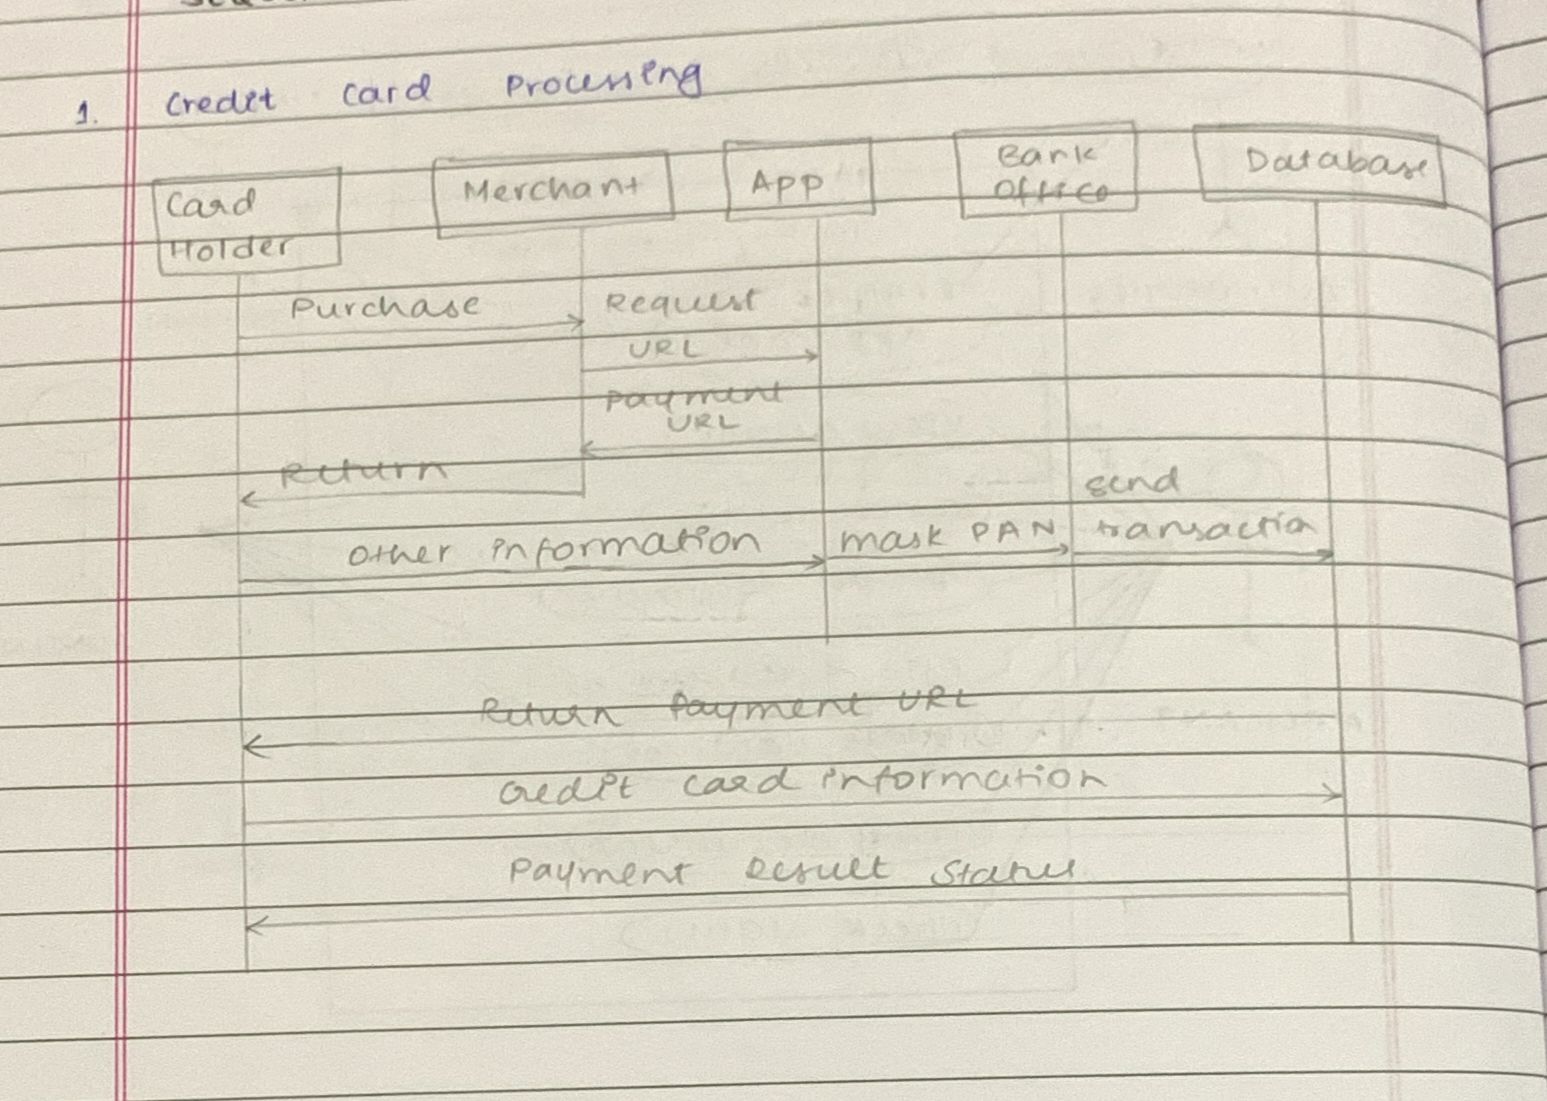 1. Credit Card Processing
Card Holder
Merchant
App
Bank Office
Database
Purchase
Request
URL
Payment
URL
Return
send
Other information
mask PAN
transaction
Return Payment URL
Credit card information
Payment Result Status